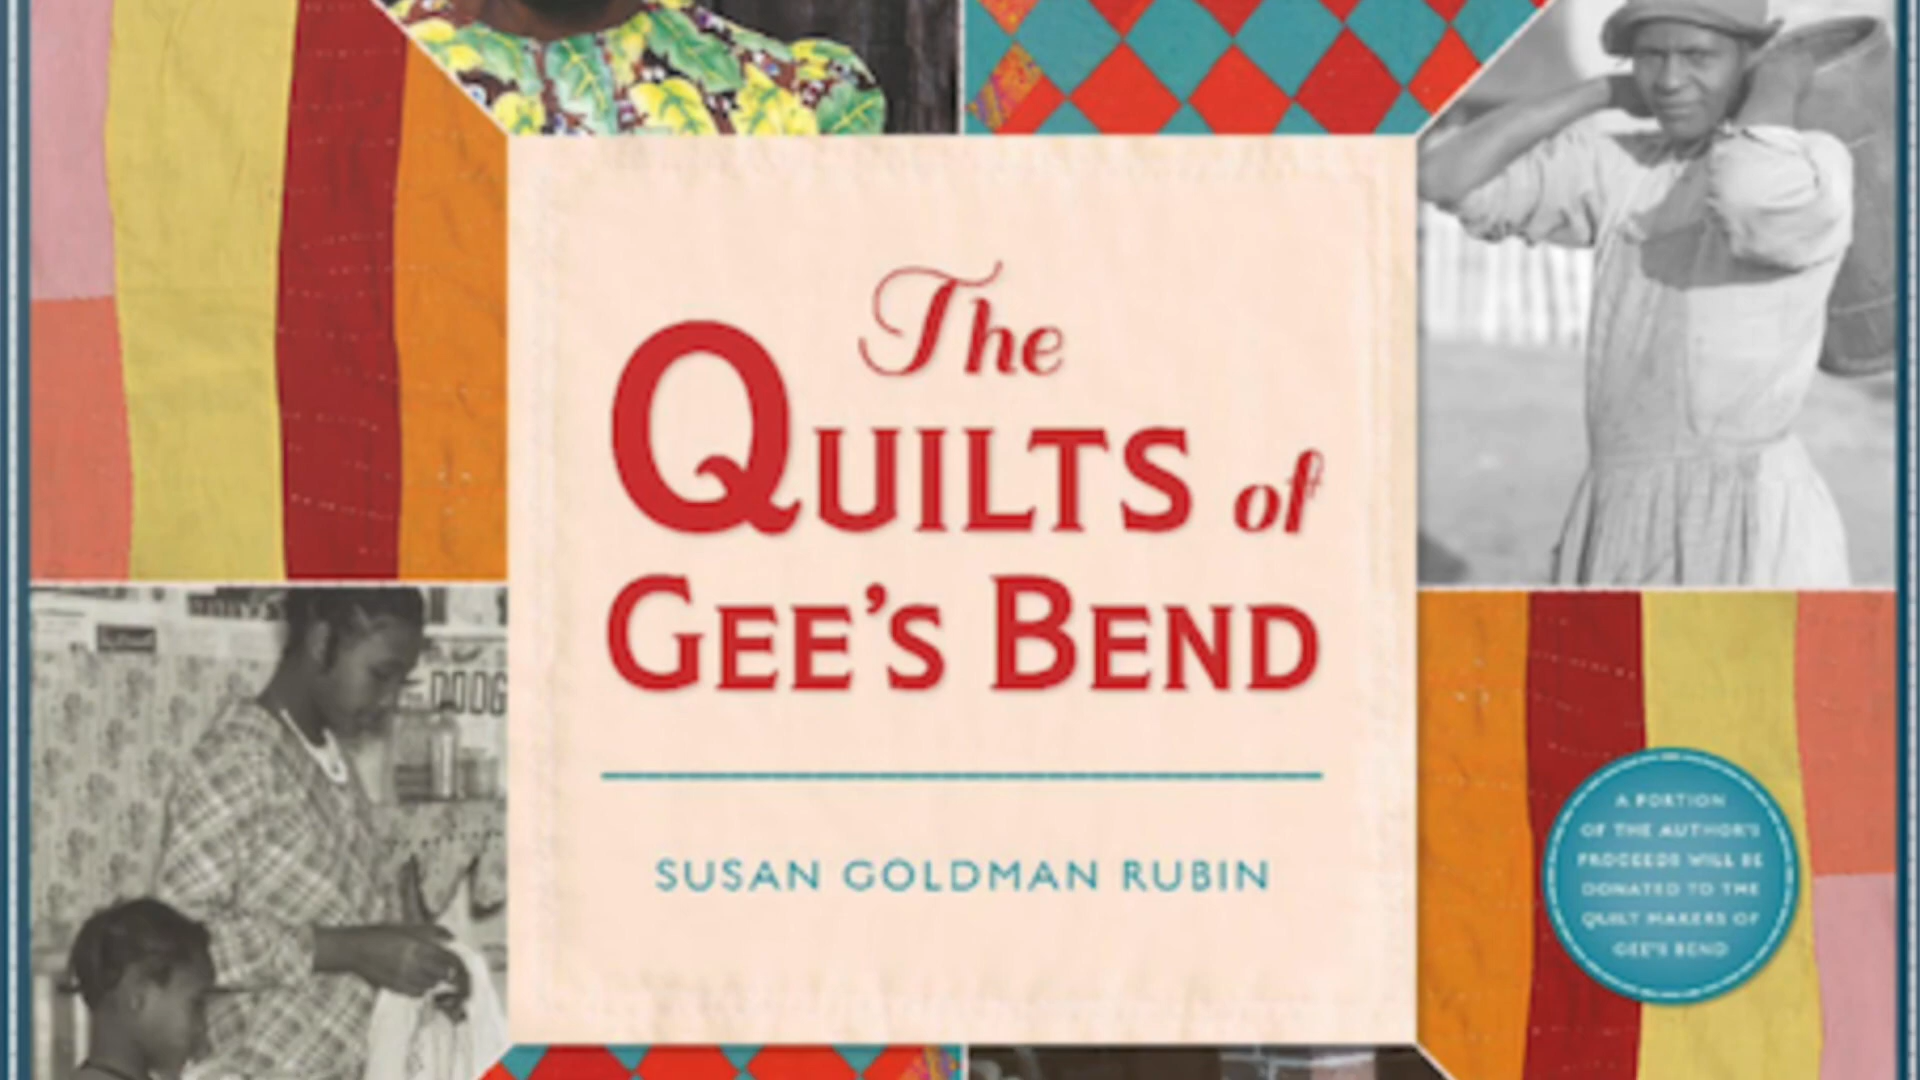 The
QUILTS of
GEE'S BEND
SUSAN GOLDMAN RUBIN
A PORTION
OF THE AUTHOR'S
PROCEEDS WILL BE
DONATED TO THE
QUILT MAKERS OF
GEE'S BEND
DOOG